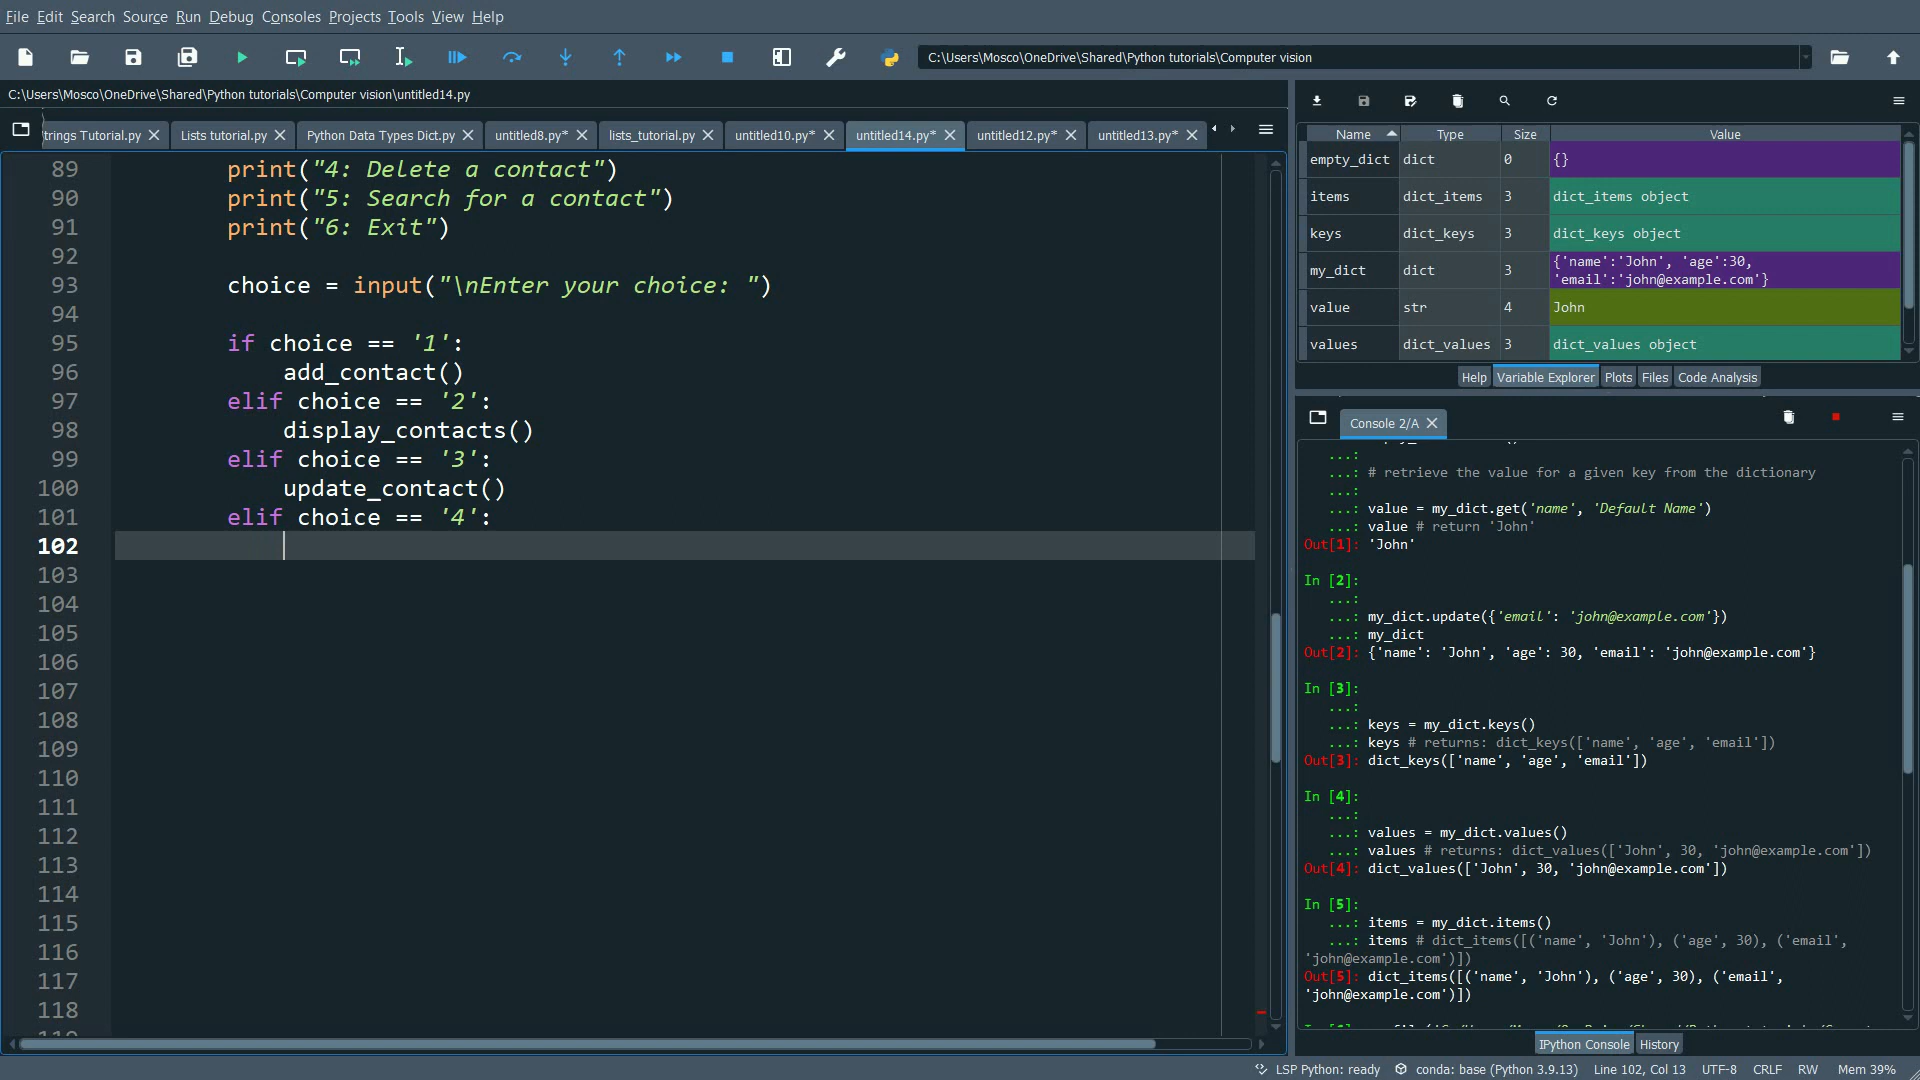 File Edit Search Source Run Debug Consoles Projects Tools View Help
C:\Users\Mosco\OneDrive\Shared\Python tutorials\Computer vision
C:\Users\Mosco\OneDrive\Shared\Python tutorials\Computer vision\untitled14.py
trings Tutorial.py Lists tutorial.py Python Data Types Dict.py untitled8.py* lists_tutorial.py untitled10.py* untitled14.py* untitled12.py* untitled13.py*
89 print("4: Delete a contact")
90 print("5: Search for a contact")
91 print("6: Exit")
92
93 choice = input("\nEnter your choice: ")
94
95 if choice == '1':
96 add_contact()
97 elif choice == '2':
98 display_contacts()
99 elif choice == '3':
100 update_contact()
101 elif choice == '4':
102
103
104
105
106
107
108
109
110
111
112
113
114
115
116
117
118
Name Type Size Value
empty_dict dict 0 {}
items dict_items 3 dict_items object
keys dict_keys 3 dict_keys object
my_dict dict 3 {'name':'John', 'age':30,
'email':'john@example.com'}
value str 4 John
values dict_values 3 dict_values object
Help Variable Explorer Plots Files Code Analysis
Console 2/A
...:
...: # retrieve the value for a given key from the dictionary
...:
...: value = my_dict.get('name', 'Default Name')
...: value # return 'John'
Out[1]: 'John'
In [2]:
...:
...: my_dict.update({'email': 'john@example.com'})
...: my_dict
Out[2]: {'name': 'John', 'age': 30, 'email': 'john@example.com'}
In [3]:
...:
...: keys = my_dict.keys()
...: keys # returns: dict_keys(['name', 'age', 'email'])
Out[3]: dict_keys(['name', 'age', 'email'])
In [4]:
...:
...: values = my_dict.values()
...: values # returns: dict_values(['John', 30, 'john@example.com'])
Out[4]: dict_values(['John', 30, 'john@example.com'])
In [5]:
...: items = my_dict.items()
...: items # dict_items([('name', 'John'), ('age', 30), ('email',
'john@example.com')])
Out[5]: dict_items([('name', 'John'), ('age', 30), ('email',
'john@example.com')])
IPython Console History
LSP Python: ready conda: base (Python 3.9.13) Line 102, Col 13 UTF-8 CRLF RW Mem 39%